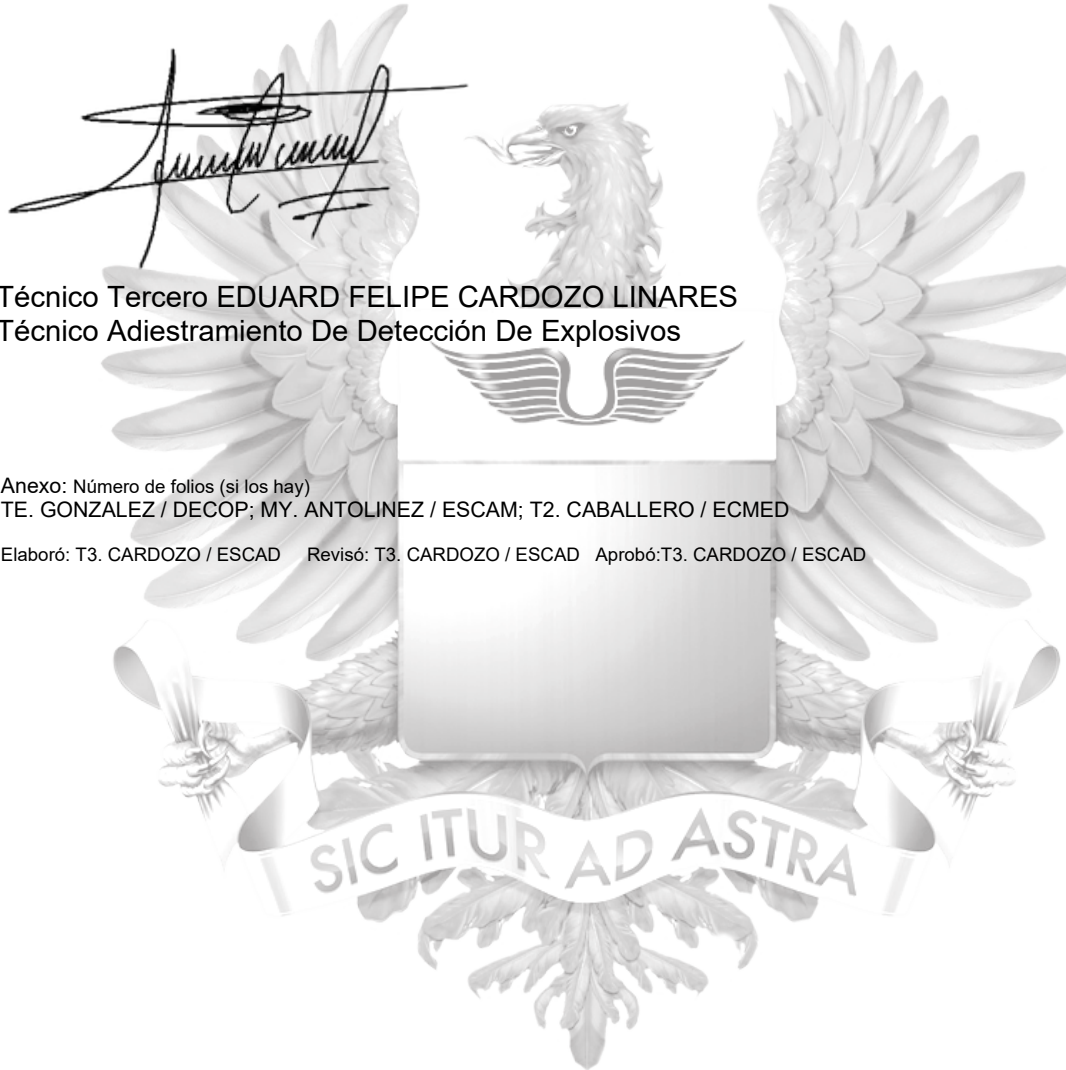 Técnico Tercero EDUARD FELIPE CARDOZO LINARES
Técnico Adiestramiento De Detección De Explosivos
Anexo: Número de folios (si los hay)
TE. GONZALEZ / DECOP; MY. ANTOLINEZ / ESCAM; T2. CABALLERO / ECMED
Elaboró: T3. CARDOZO / ESCAD Revisó: T3. CARDOZO / ESCAD Aprobó:T3. CARDOZO / ESCAD
SIC ITUR AD ASTRA